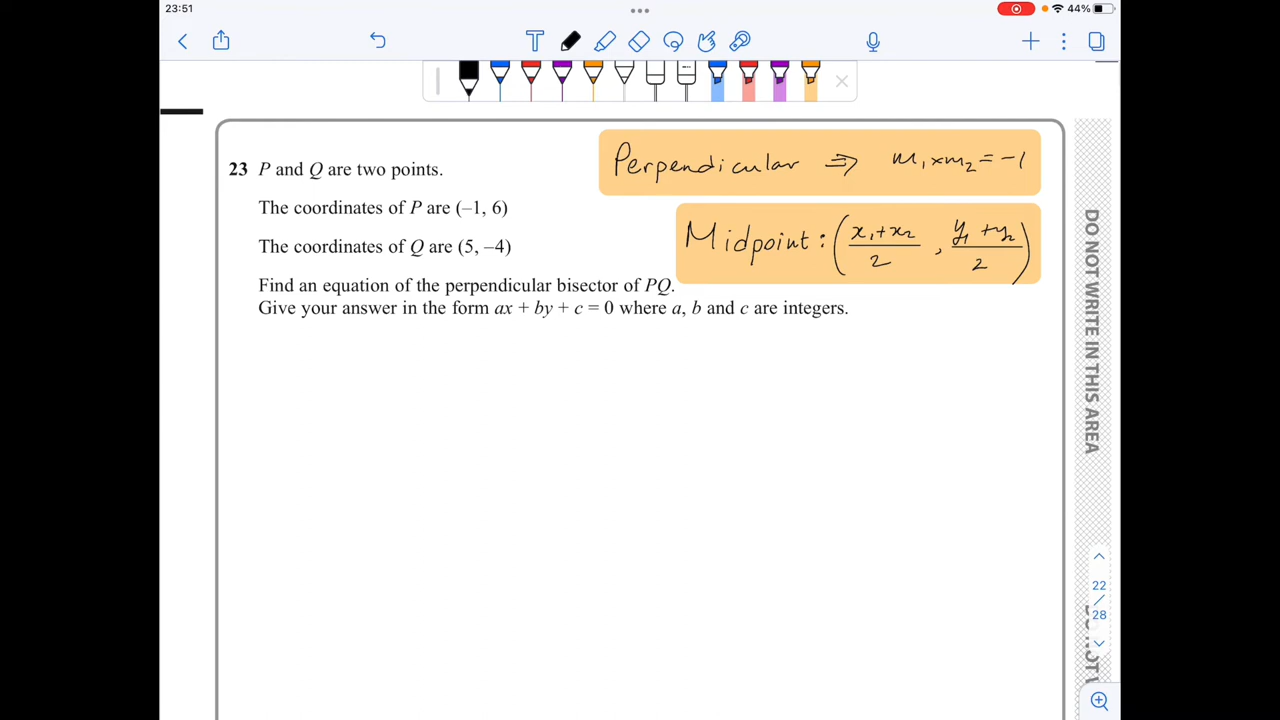 23:51
44%
23 P and Q are two points.
Perpendicular ⇒ m₁×m₂ = −1
The coordinates of P are (–1, 6)
Midpoint: ((x₁+x₂)/2, (y₁+y₂)/2)
The coordinates of Q are (5, –4)
Find an equation of the perpendicular bisector of PQ.
Give your answer in the form ax + by + c = 0 where a, b and c are integers.
DO NOT WRITE IN THIS AREA
22
/
28